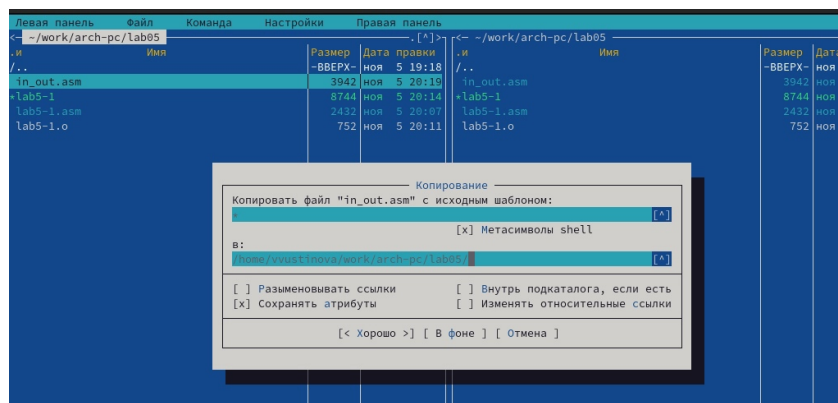 Левая панель Файл Команда Настройки Правая панель
<— ~/work/arch-pc/lab05 .[^]>
.и Имя Размер Дата правки
/.. -ВВЕРХ- ноя 5 19:18
in_out.asm 3942 ноя 5 20:19
*lab5-1 8744 ноя 5 20:14
lab5-1.asm 2432 ноя 5 20:07
lab5-1.o 752 ноя 5 20:11
<— ~/work/arch-pc/lab05
.и Имя Размер Дата
/.. -ВВЕРХ- ноя
in_out.asm 3942 ноя
*lab5-1 8744 ноя
lab5-1.asm 2432 ноя
lab5-1.o 752 ноя
Копирование
Копировать файл "in_out.asm" с исходным шаблоном:
* [^]
[x] Метасимволы shell
в:
/home/vvustinova/work/arch-pc/lab05/ [^]
[ ] Разыменовывать ссылки [ ] Внутрь подкаталога, если есть
[x] Сохранять атрибуты [ ] Изменять относительные ссылки
[< Хорошо >] [ В фоне ] [ Отмена ]